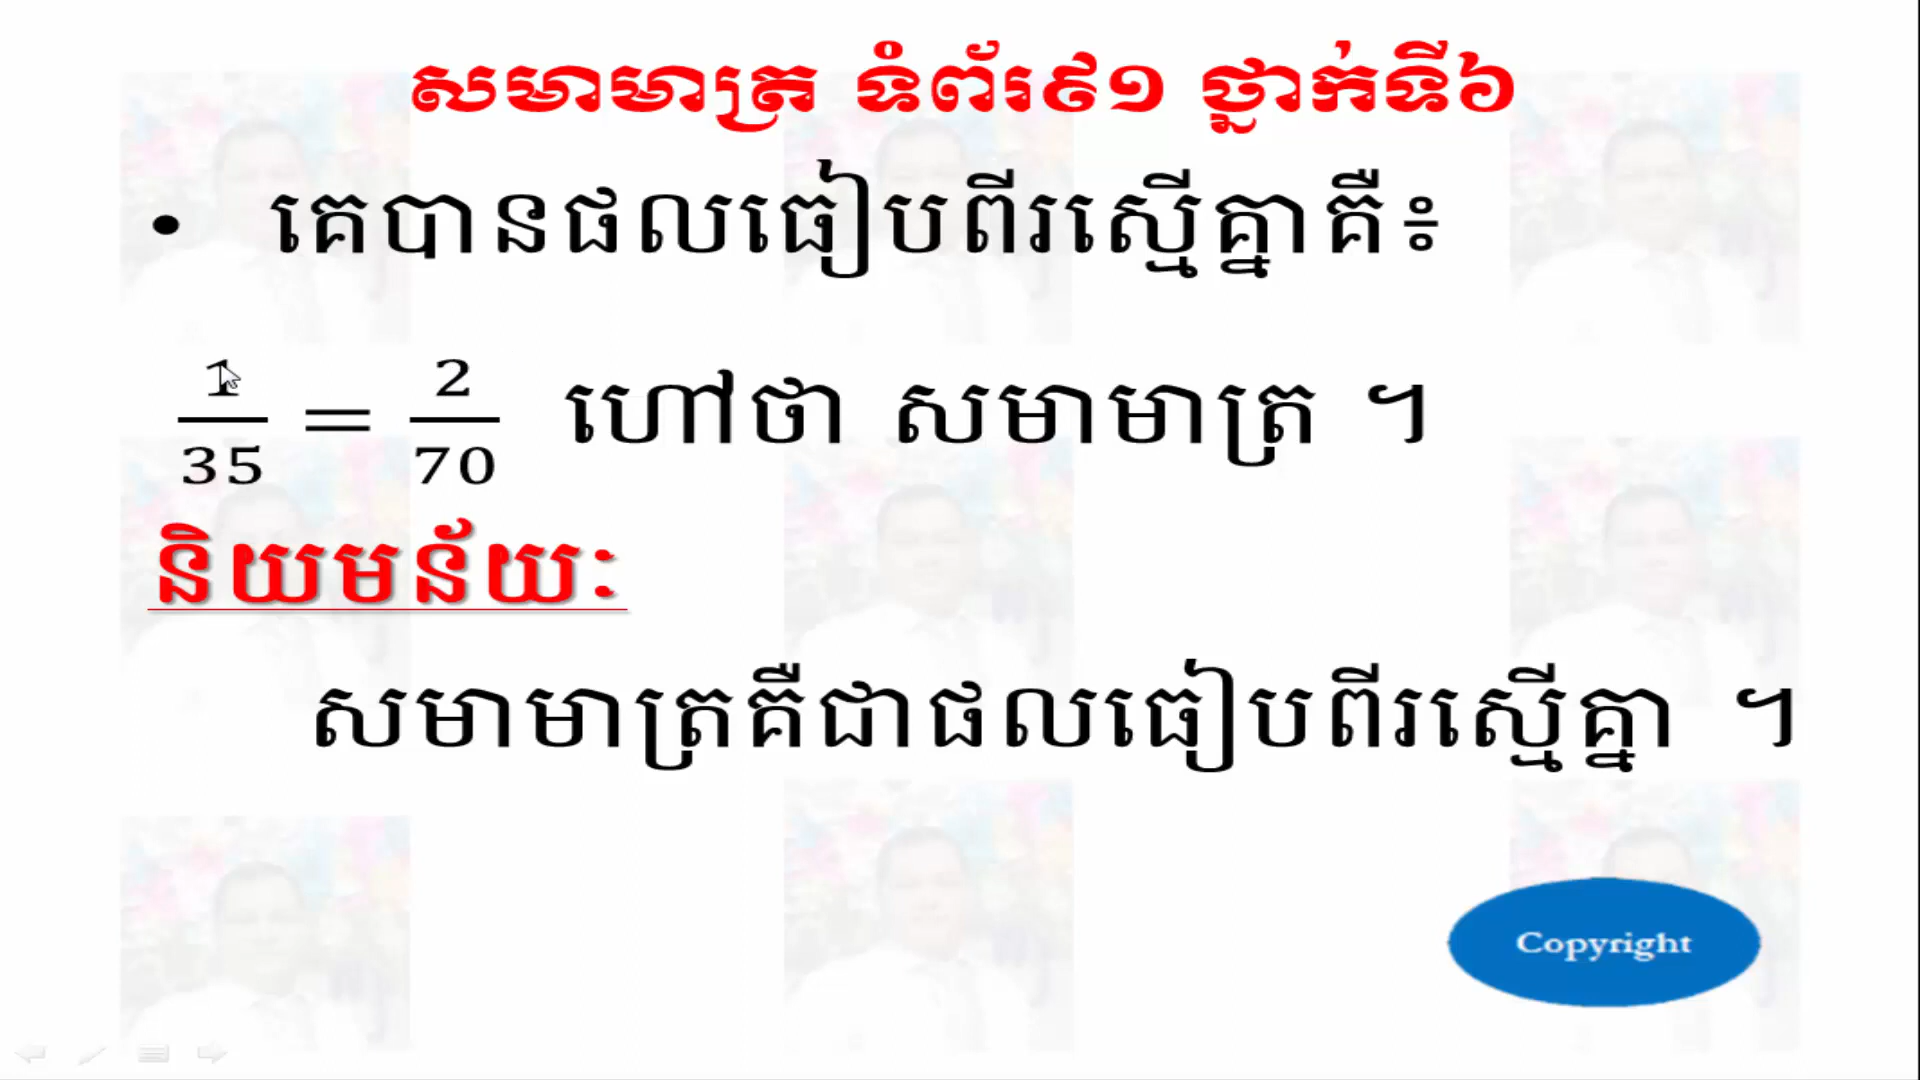 សមាមាត្រ ទំព័រ៩១ ថ្នាក់ទី៦
• គេបានផលធៀបពីរស្មើគ្នាគឺ៖
1/35 = 2/70 ហៅថា សមាមាត្រ ។
និយមន័យៈ
សមាមាត្រគឺជាផលធៀបពីរស្មើគ្នា ។
Copyright